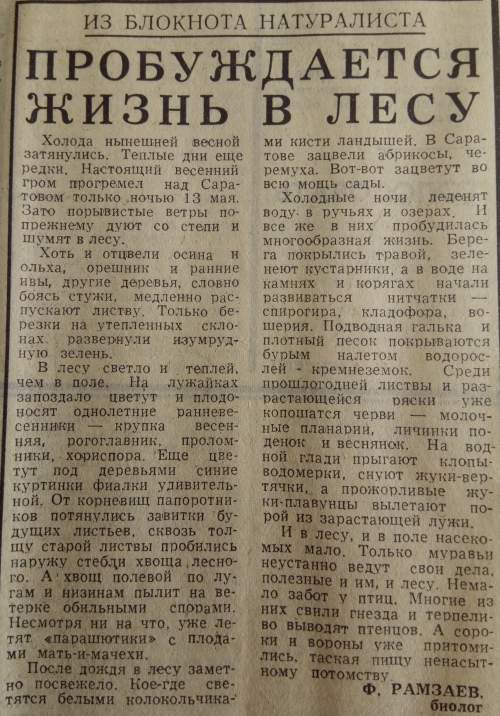 ИЗ БЛОКНОТА НАТУРАЛИСТА
ПРОБУЖДАЕТСЯ
ЖИЗНЬ В ЛЕСУ
Холода нынешней весной
затянулись. Теплые дни еще
редки. Настоящий весенний
гром прогремел над Сара-
товом только ночью 13 мая.
Зато порывистые ветры по-
прежнему дуют со степи и
шумят в лесу.
Хоть и отцвели осина и
ольха, орешник и ранние
ивы, другие деревья, словно
боясь стужи, медленно рас-
пускают листву. Только бе-
резки на утепленных скло-
нах развернули изумруд-
ную зелень.
В лесу светло и теплей,
чем в поле. На лужайках
запоздало цветут и плодо-
носят однолетние ранневе-
сенники — крупка весен-
няя, рогоглавник, пролом-
ники, хориспора. Еще цве-
тут под деревьями синие
куртинки фиалки удивитель-
ной. От корневищ папоротни-
ков потянулись завитки бу-
дущих листьев, сквозь тол-
щу старой листвы пробились
наружу стебли хвоща лесно-
го. А хвощ полевой по лу-
гам и низинам пылит на ве-
терке обильными спорами.
Несмотря ни на что, уже ле-
тят «парашютики» с плода-
ми мать-и-мачехи.
После дождя в лесу замет-
но посвежело. Кое-где све-
тятся белыми колокольчика-
ми кисти ландышей. В Сара-
тове зацвели абрикосы, че-
ремуха. Вот-вот зацветут во
всю мощь сады.
Холодные ночи леденят
воду в ручьях и озерах. И
все же в них пробудилась
многообразная жизнь. Бере-
га покрылись травой, зеле-
неют кустарники, а в воде на
камнях и корягах начали
развиваться нитчатки —
спирогира, кладофора, во-
шерия. Подводная галька и
плотный песок покрываются
бурым налетом водорос-
лей - кремнеземок. Среди
прошлогодней листвы и раз-
растающейся ряски уже
копошатся черви — молоч-
ные планарии, личинки по-
денок и веснянок. На вод-
ной глади прыгают клопы-
водомерки, снуют жуки-вер-
тячки, а прожорливые жу-
ки-плавунцы вылетают по-
рой из зарастающей лужи.
И в лесу, и в поле насеко-
мых мало. Только муравьи
неустанно ведут свои дела,
полезные и им, и лесу. Нема-
ло забот у птиц. Многие из
них свили гнезда и терпели-
во выводят птенцов. А соро-
ки и вороны уже притоми-
лись, таская пищу ненасыт-
ному потомству.
Ф. РАМЗАЕВ,
биолог